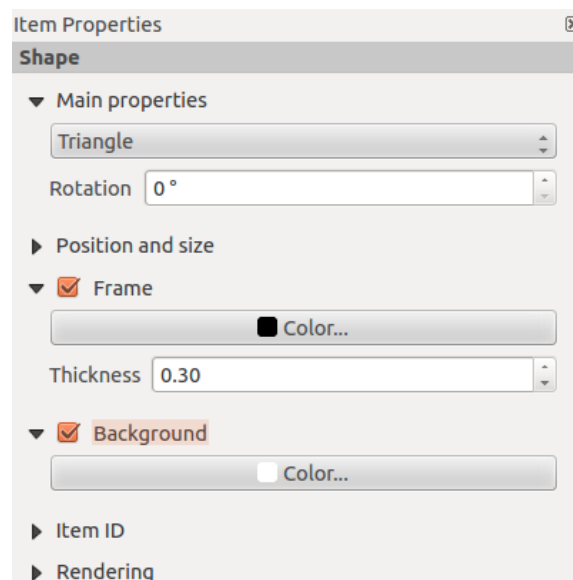 Item Properties
Shape
Main properties
Triangle
Rotation 0 °
Position and size
Frame
Color...
Thickness 0.30
Background
Color...
Item ID
Rendering